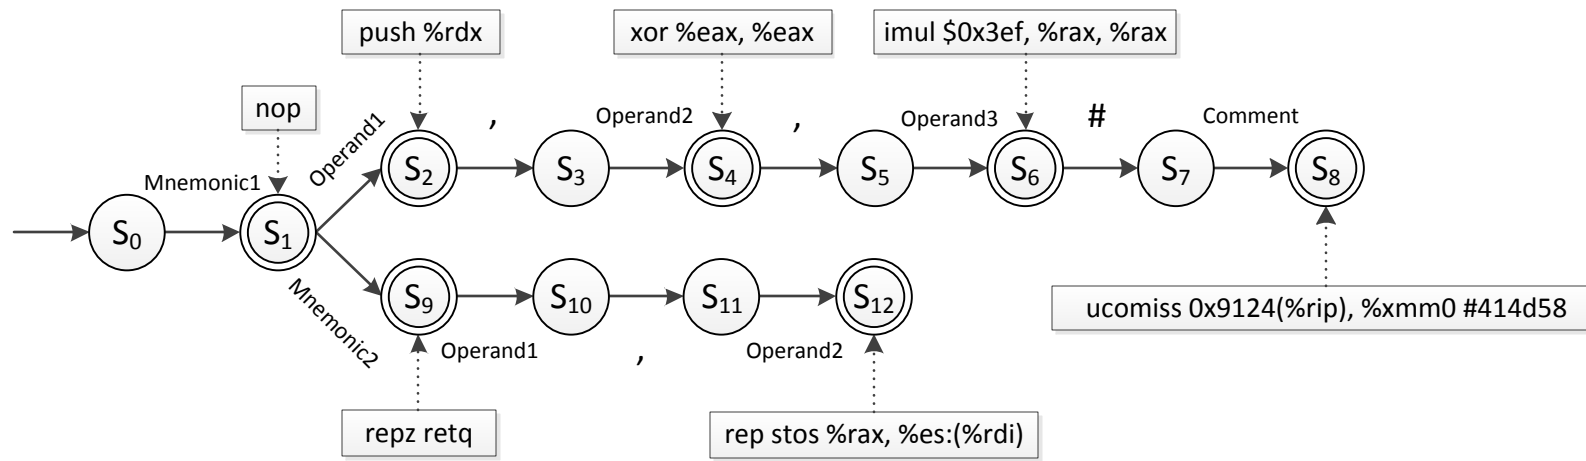 push %rdx
xor %eax, %eax
imul $0x3ef, %rax, %rax
nop
Mnemonic1
Operand1
,
Operand2
,
Operand3
#
Comment
S0
S1
S2
S3
S4
S5
S6
S7
S8
Mnemonic2
S9
S10
S11
S12
Operand1
,
Operand2
ucomiss 0x9124(%rip), %xmm0 #414d58
repz retq
rep stos %rax, %es:(%rdi)